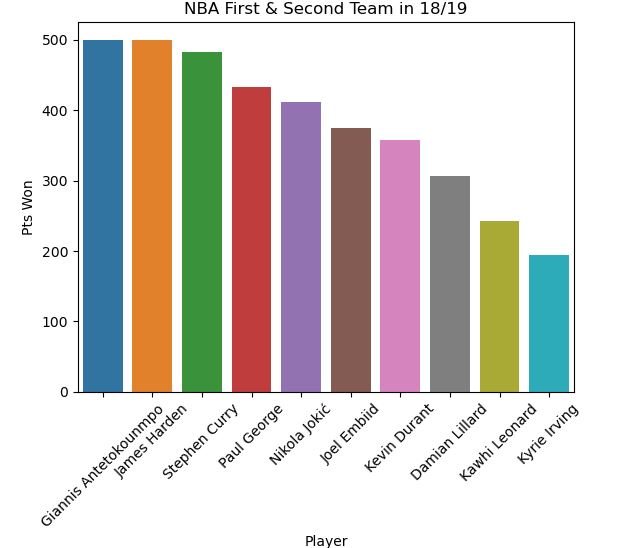 NBA First & Second Team in 18/19
Pts Won
500
400
300
200
100
0
Giannis Antetokounmpo
James Harden
Stephen Curry
Paul George
Nikola Jokić
Joel Embiid
Kevin Durant
Damian Lillard
Kawhi Leonard
Kyrie Irving
Player